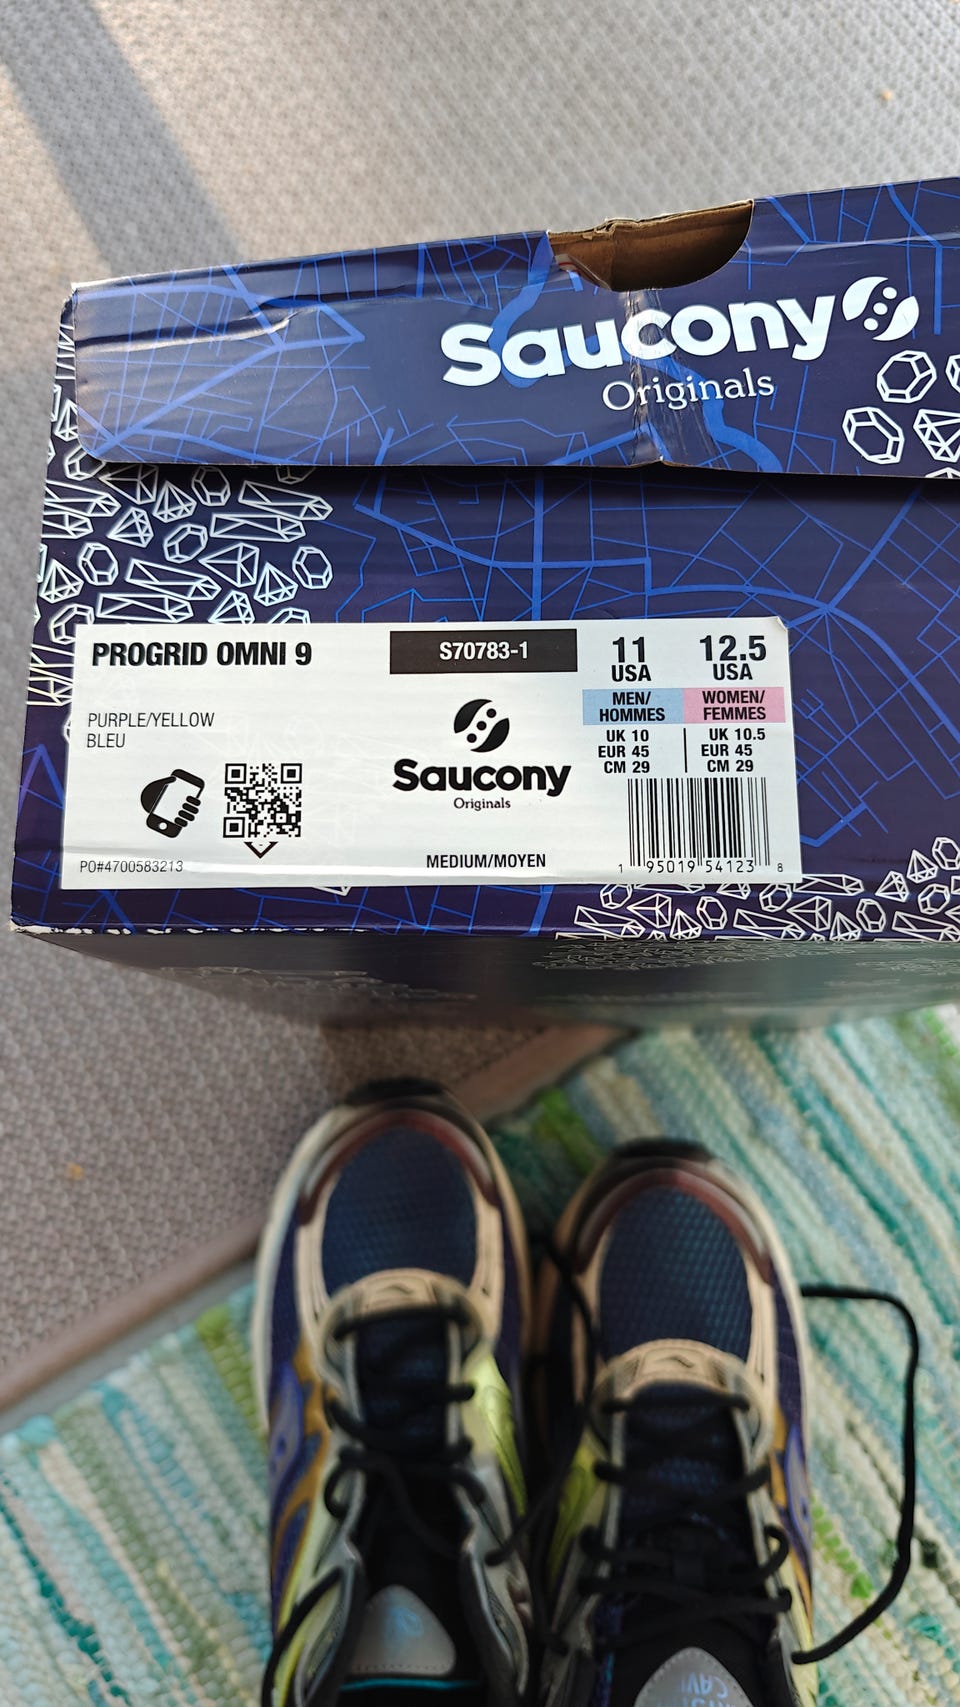 Saucony
Originals
PROGRID OMNI 9
S70783-1
11
USA
12.5
USA
MEN/
HOMMES
WOMEN/
FEMMES
PURPLE/YELLOW
BLEU
UK 10
EUR 45
CM 29
UK 10.5
EUR 45
CM 29
Saucony
Originals
PO#4700583213
MEDIUM/MOYEN
1 95019 54123 8